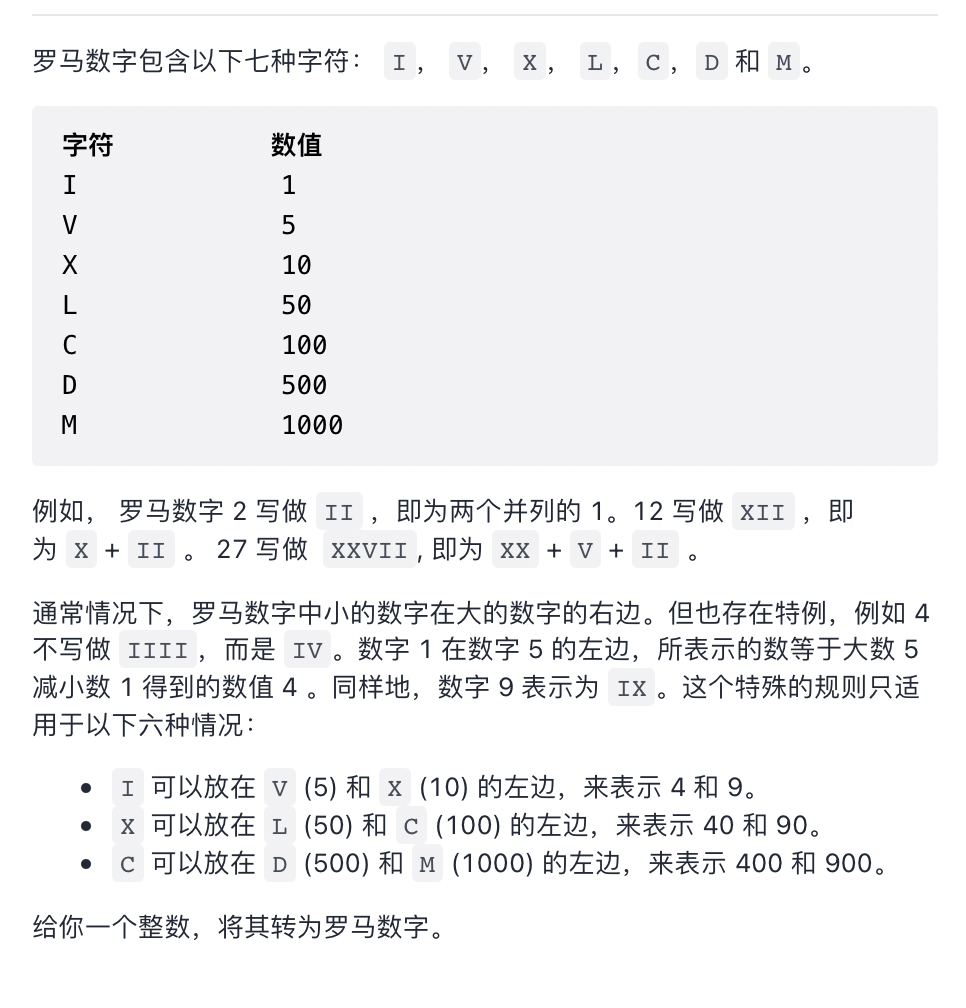 罗马数字包含以下七种字符： I， V， X， L，C，D 和 M。
字符 数值
I 1
V 5
X 10
L 50
C 100
D 500
M 1000
例如， 罗马数字 2 写做 II ，即为两个并列的 1。12 写做 XII ，即
为 X + II 。 27 写做 XXVII, 即为 XX + V + II 。
通常情况下，罗马数字中小的数字在大的数字的右边。但也存在特例，例如 4
不写做 IIII，而是 IV。数字 1 在数字 5 的左边，所表示的数等于大数 5
减小数 1 得到的数值 4 。同样地，数字 9 表示为 IX。这个特殊的规则只适
用于以下六种情况：
• I 可以放在 V (5) 和 X (10) 的左边，来表示 4 和 9。
• X 可以放在 L (50) 和 C (100) 的左边，来表示 40 和 90。
• C 可以放在 D (500) 和 M (1000) 的左边，来表示 400 和 900。
给你一个整数，将其转为罗马数字。